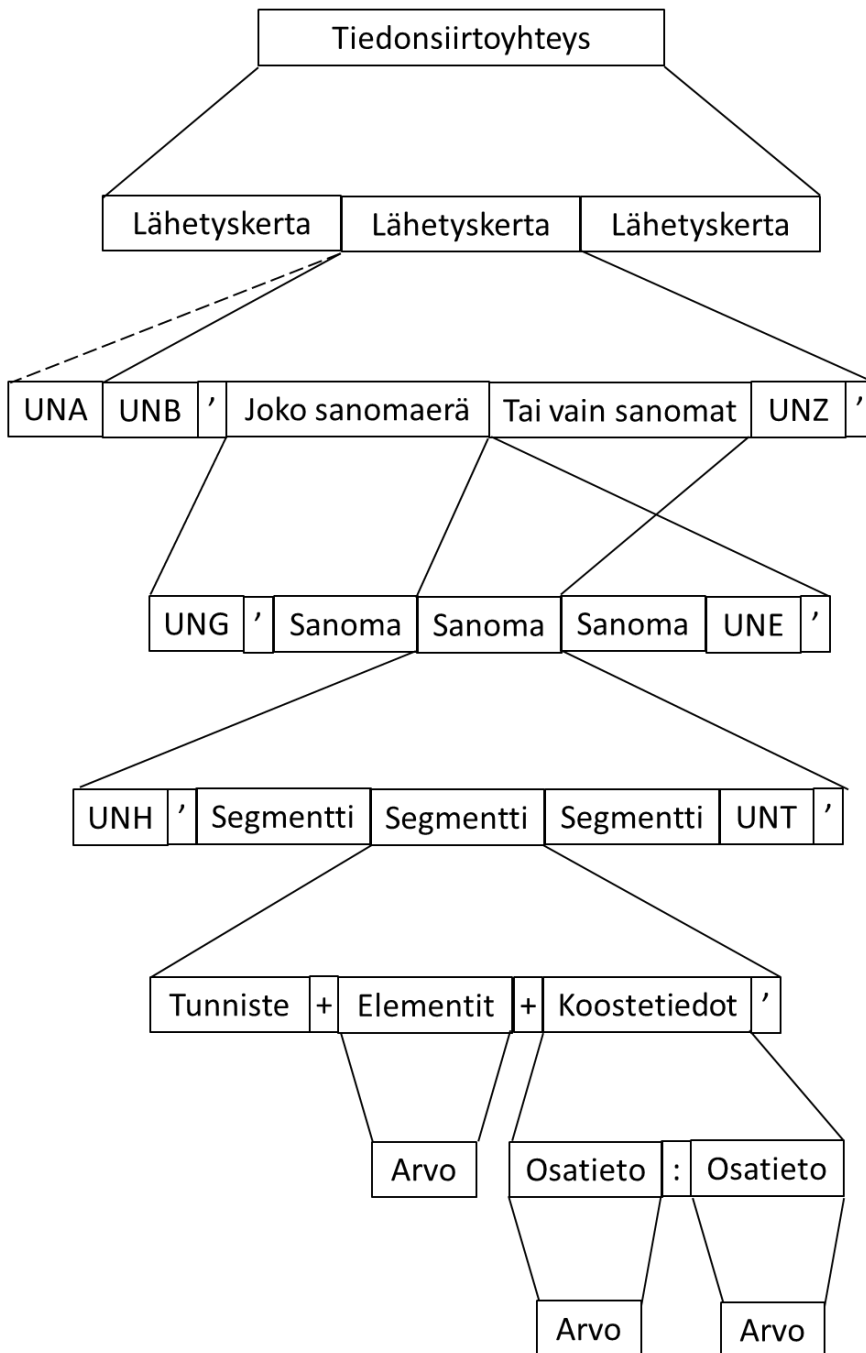 Tiedonsiirtoyhteys
Lähetyskerta Lähetyskerta Lähetyskerta
UNA UNB ’ Joko sanomaerä Tai vain sanomat UNZ ’
UNG ’ Sanoma Sanoma Sanoma UNE ’
UNH ’ Segmentti Segmentti Segmentti UNT ’
Tunniste + Elementit + Koostetiedot ’
Arvo Osatieto : Osatieto
Arvo Arvo